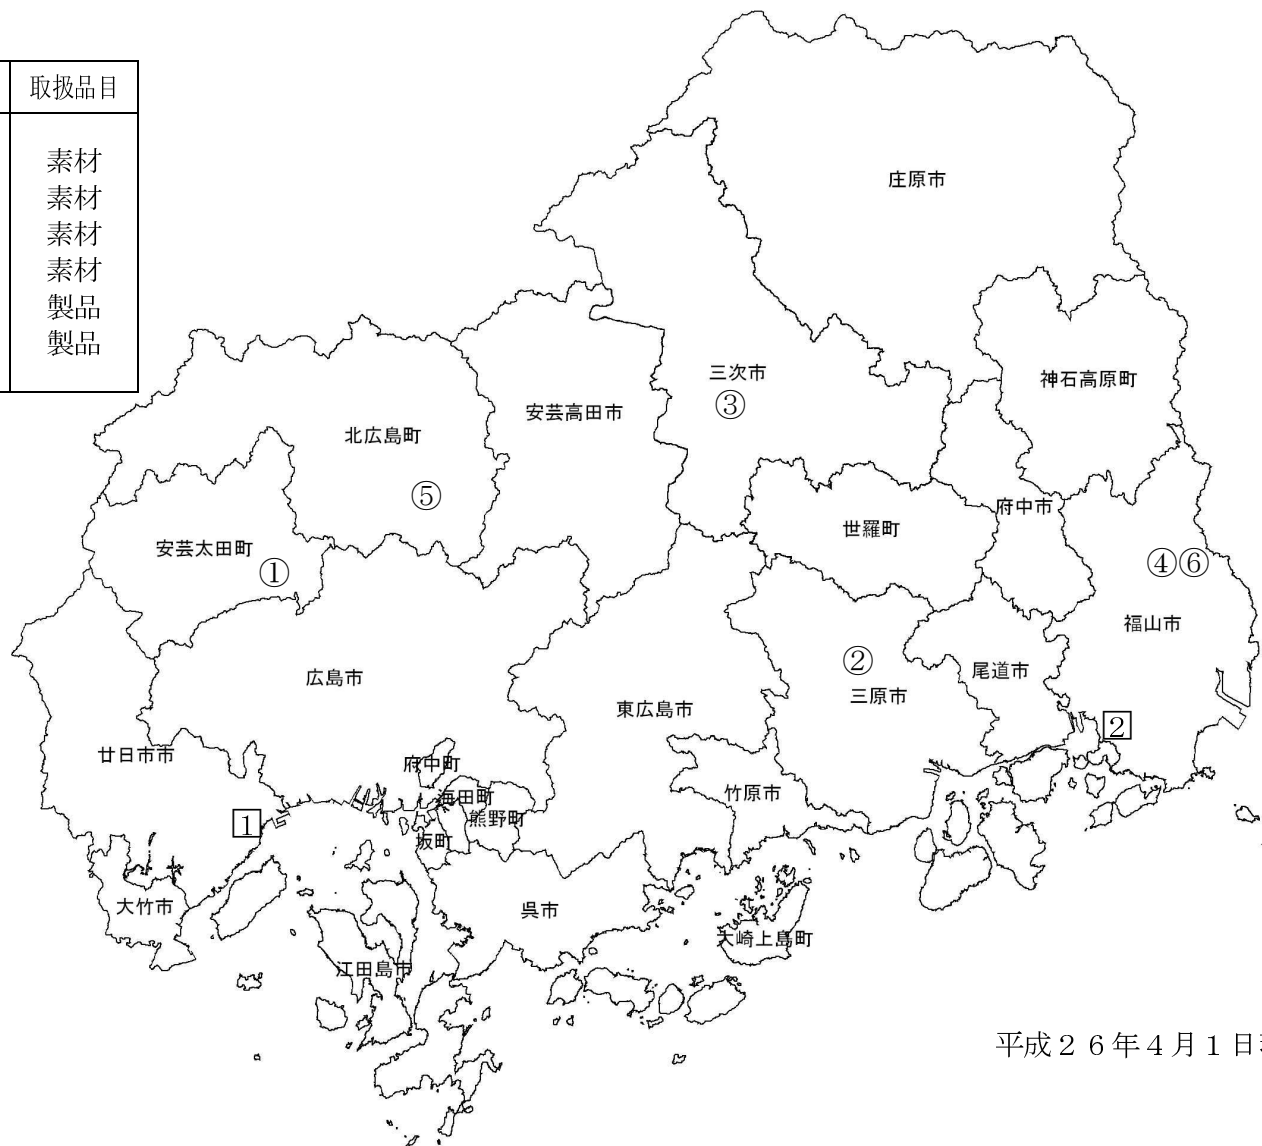 取扱品目
素材
素材
素材
素材
製品
製品
庄原市
三次市
③
神石高原町
安芸高田市
北広島町
⑤
府中市
世羅町
安芸太田町
①
④⑥
福山市
②
三原市
尾道市
広島市
東広島市
2
廿日市市
府中町
海田町
熊野町
坂町
竹原市
1
大竹市
呉市
大崎上島町
江田島市
平成２６年４月１日